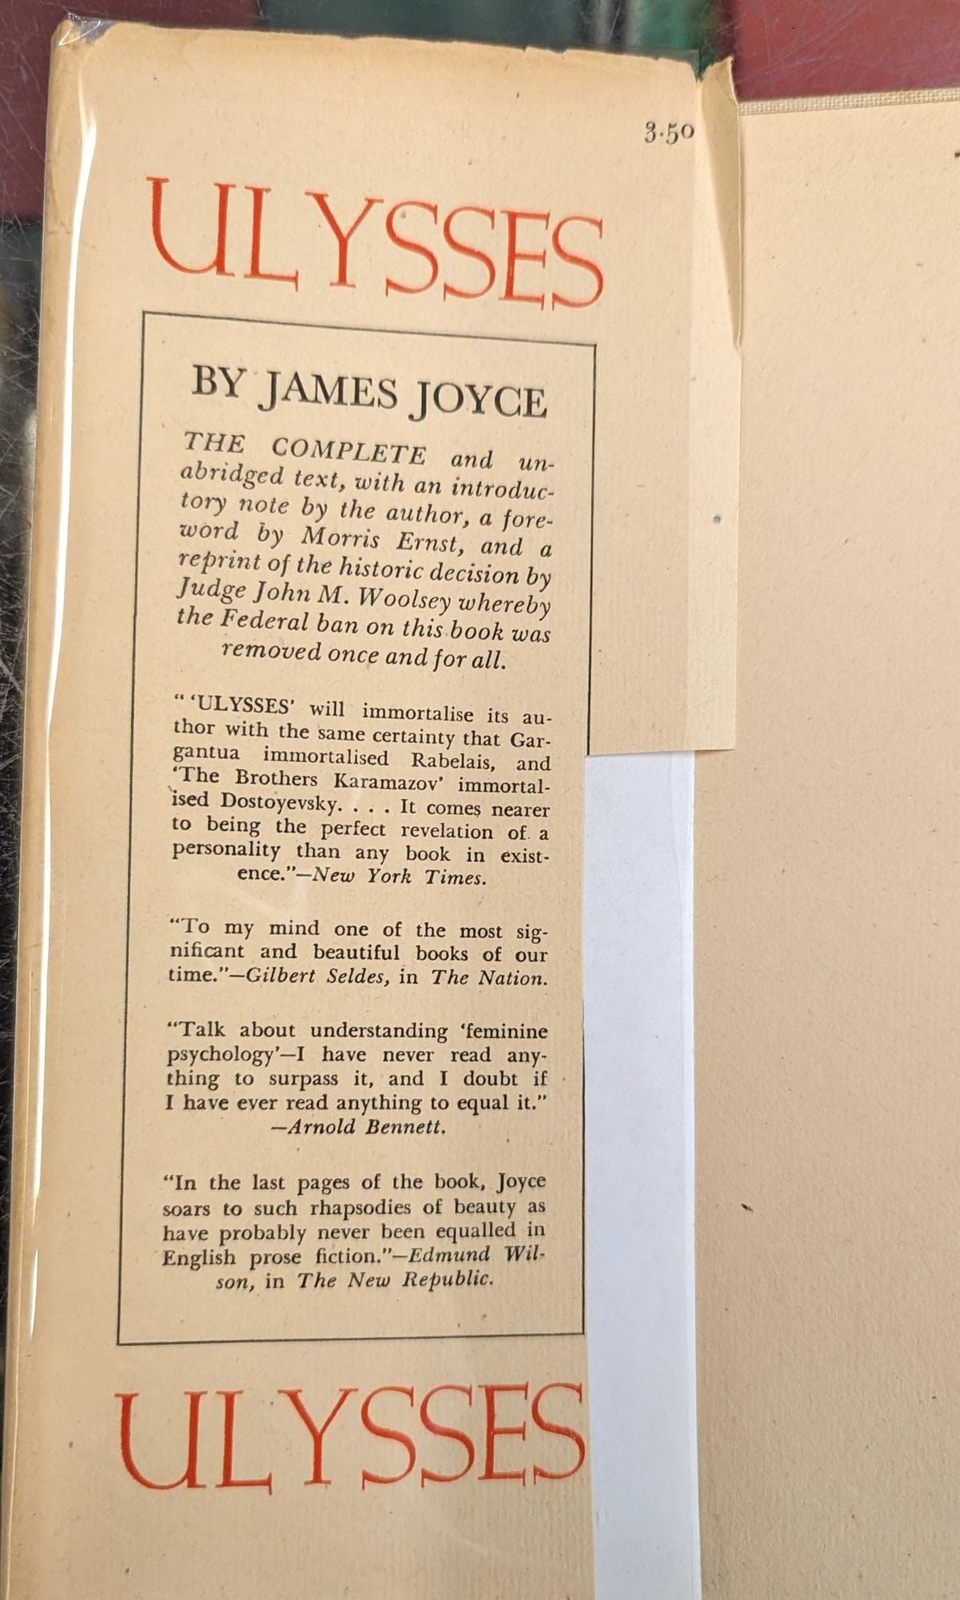 3.50
ULYSSES
BY JAMES JOYCE
THE COMPLETE and un-
abridged text, with an introduc-
tory note by the author, a fore-
word by Morris Ernst, and a
reprint of the historic decision by
Judge John M. Woolsey whereby
the Federal ban on this book was
removed once and for all.
“ ‘ULYSSES’ will immortalise its au-
thor with the same certainty that Gar-
gantua immortalised Rabelais, and
‘The Brothers Karamazov’ immortal-
ised Dostoyevsky. . . . It comes nearer
to being the perfect revelation of a
personality than any book in exist-
ence.”—New York Times.
“To my mind one of the most sig-
nificant and beautiful books of our
time.”—Gilbert Seldes, in The Nation.
“Talk about understanding ‘feminine
psychology’—I have never read any-
thing to surpass it, and I doubt if
I have ever read anything to equal it.”
—Arnold Bennett.
“In the last pages of the book, Joyce
soars to such rhapsodies of beauty as
have probably never been equalled in
English prose fiction.”—Edmund Wil-
son, in The New Republic.
ULYSSES